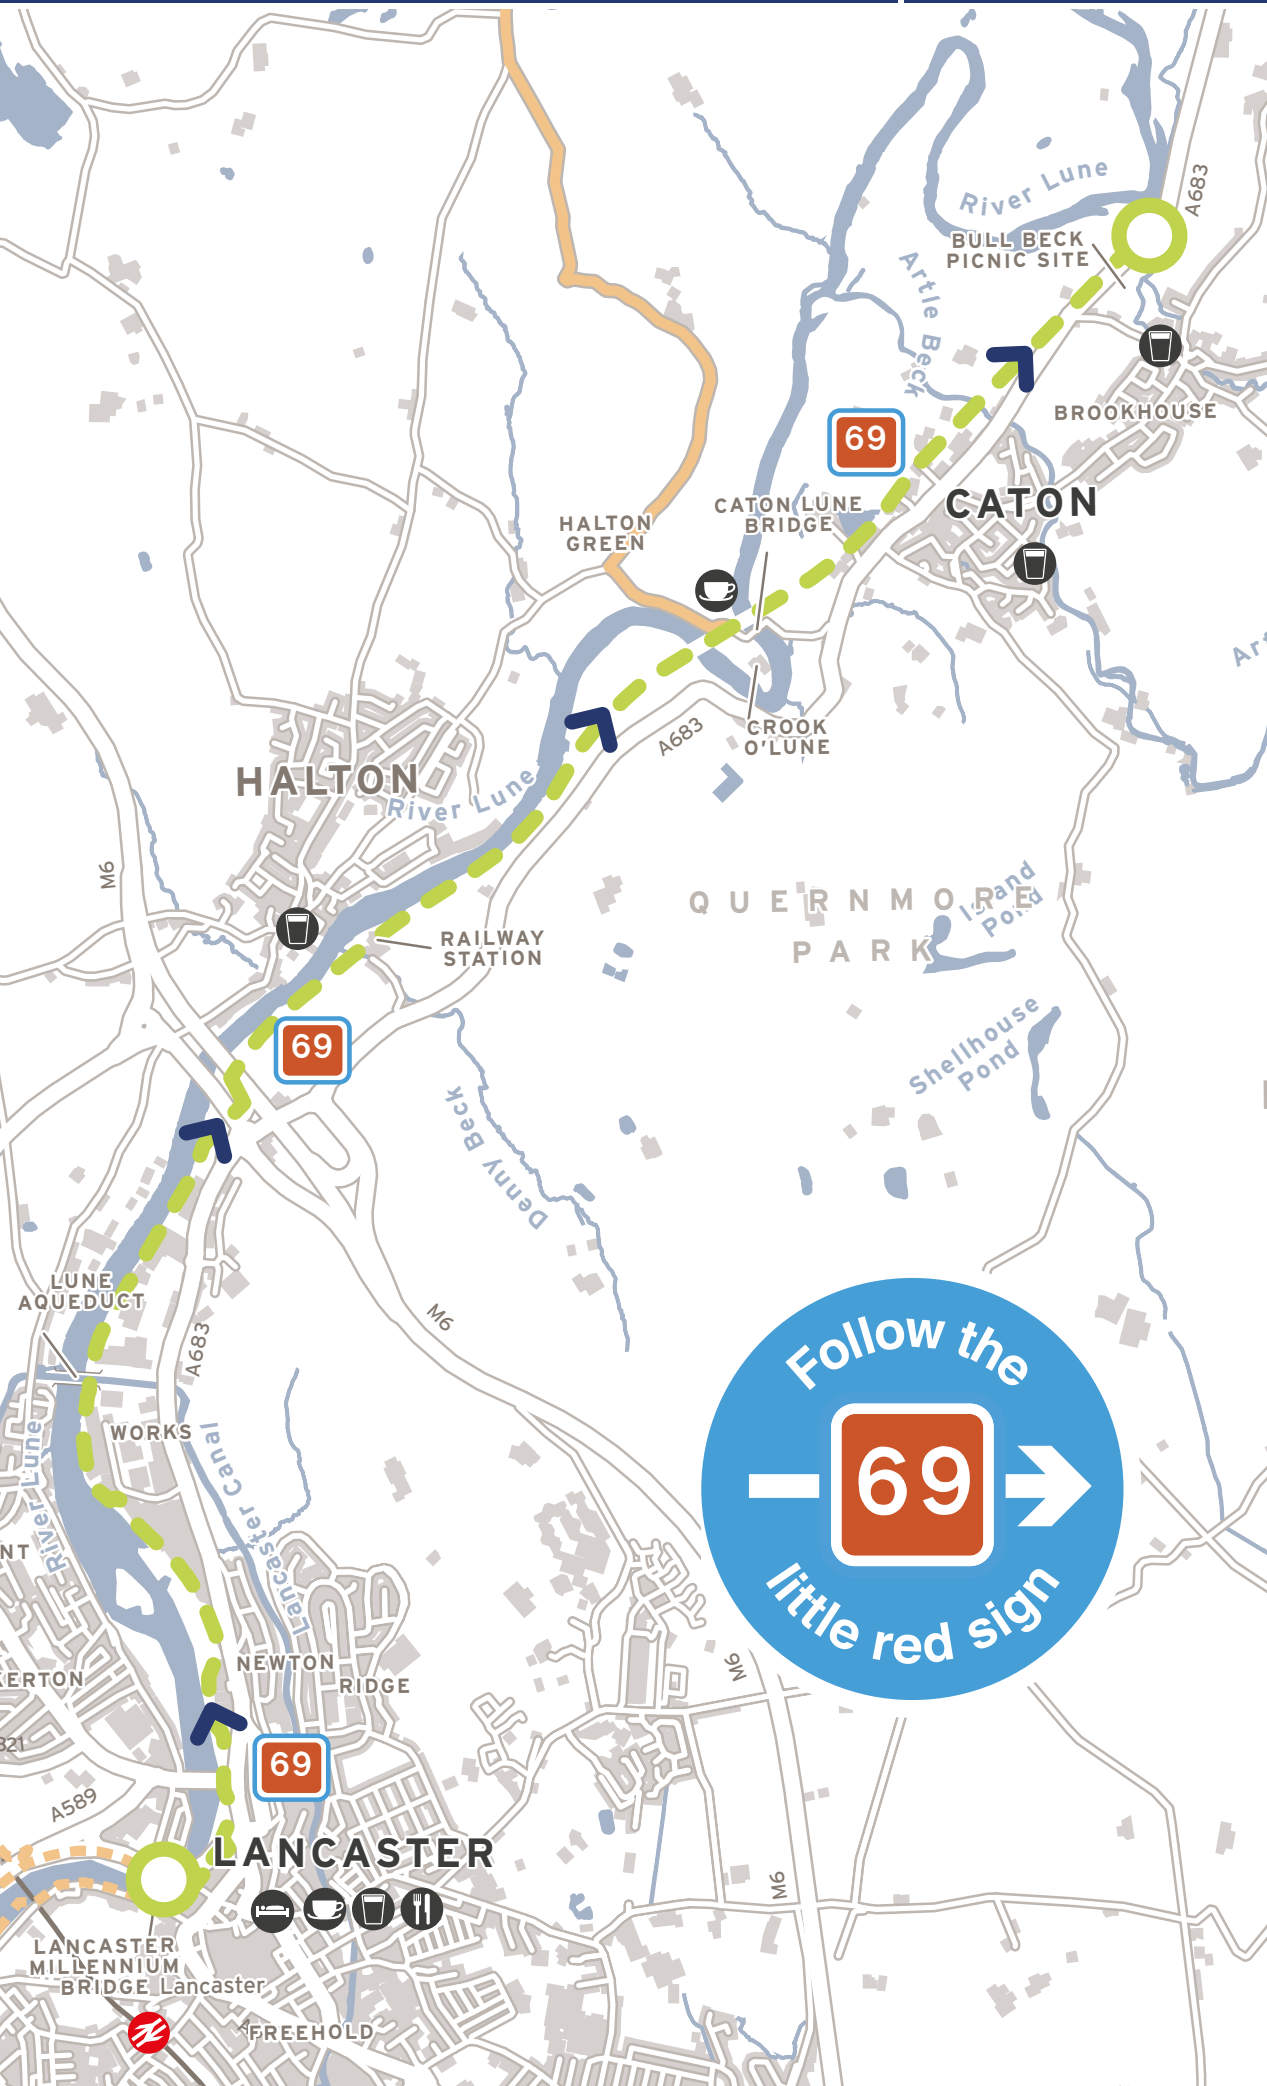 River Lune
A683
BULL BECK
PICNIC SITE
Artle Beck
BROOKHOUSE
69
CATON
CATON LUNE
BRIDGE
HALTON
GREEN
CROOK
O'LUNE
A683
HALTON
River Lune
M6
QUERNMORE
PARK
Island
Pond
RAILWAY
STATION
Shellhouse
Pond
69
Denny Beck
LUNE
AQUEDUCT
M6
A683
Follow the
69
little red sign
WORKS
River Lune
River Lune
Lancaster Canal
Lancaster
NEWTON
RIDGE
M6
69
A589
LANCASTER
M6
LANCASTER
MILLENNIUM
BRIDGE
Lancaster
FREEHOLD